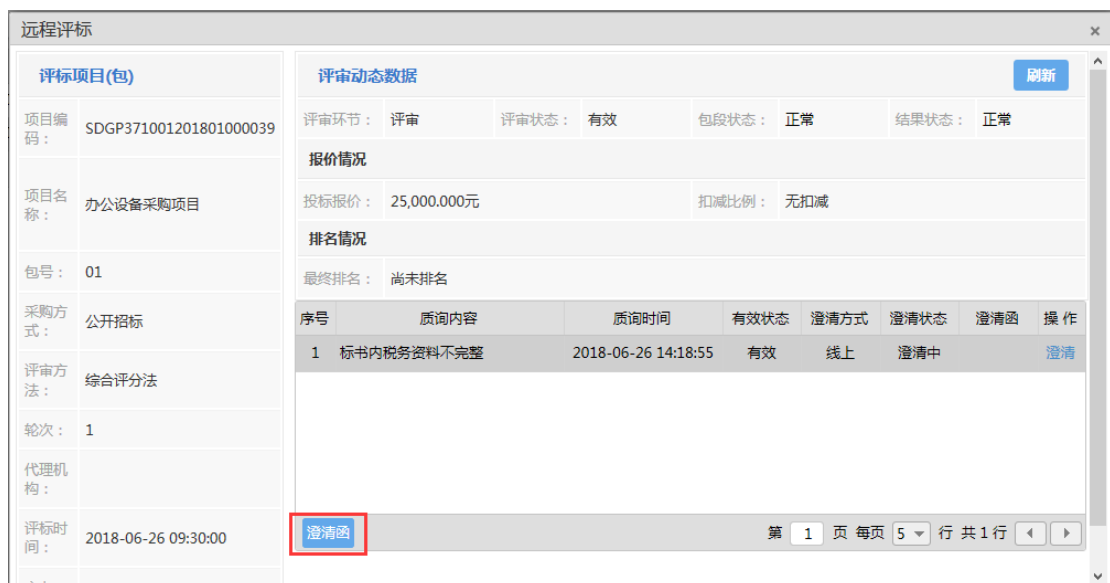 远程评标
评标项目(包)
项目编码：
SDGP371001201801000039
项目名称：
办公设备采购项目
包号： 01
采购方式：
公开招标
评审方法：
综合评分法
轮次： 1
代理机构：
评标时间：
2018-06-26 09:30:00
评审动态数据 刷新
评审环节： 评审 评审状态： 有效 包段状态： 正常 结果状态： 正常
报价情况
投标报价： 25,000.000元 扣减比例： 无扣减
排名情况
最终排名： 尚未排名
序号 质询内容 质询时间 有效状态 澄清方式 澄清状态 澄清函 操作
1 标书内税务资料不完整 2018-06-26 14:18:55 有效 线上 澄清中 澄清
澄清函 第 1 页 每页 5 行 共1行